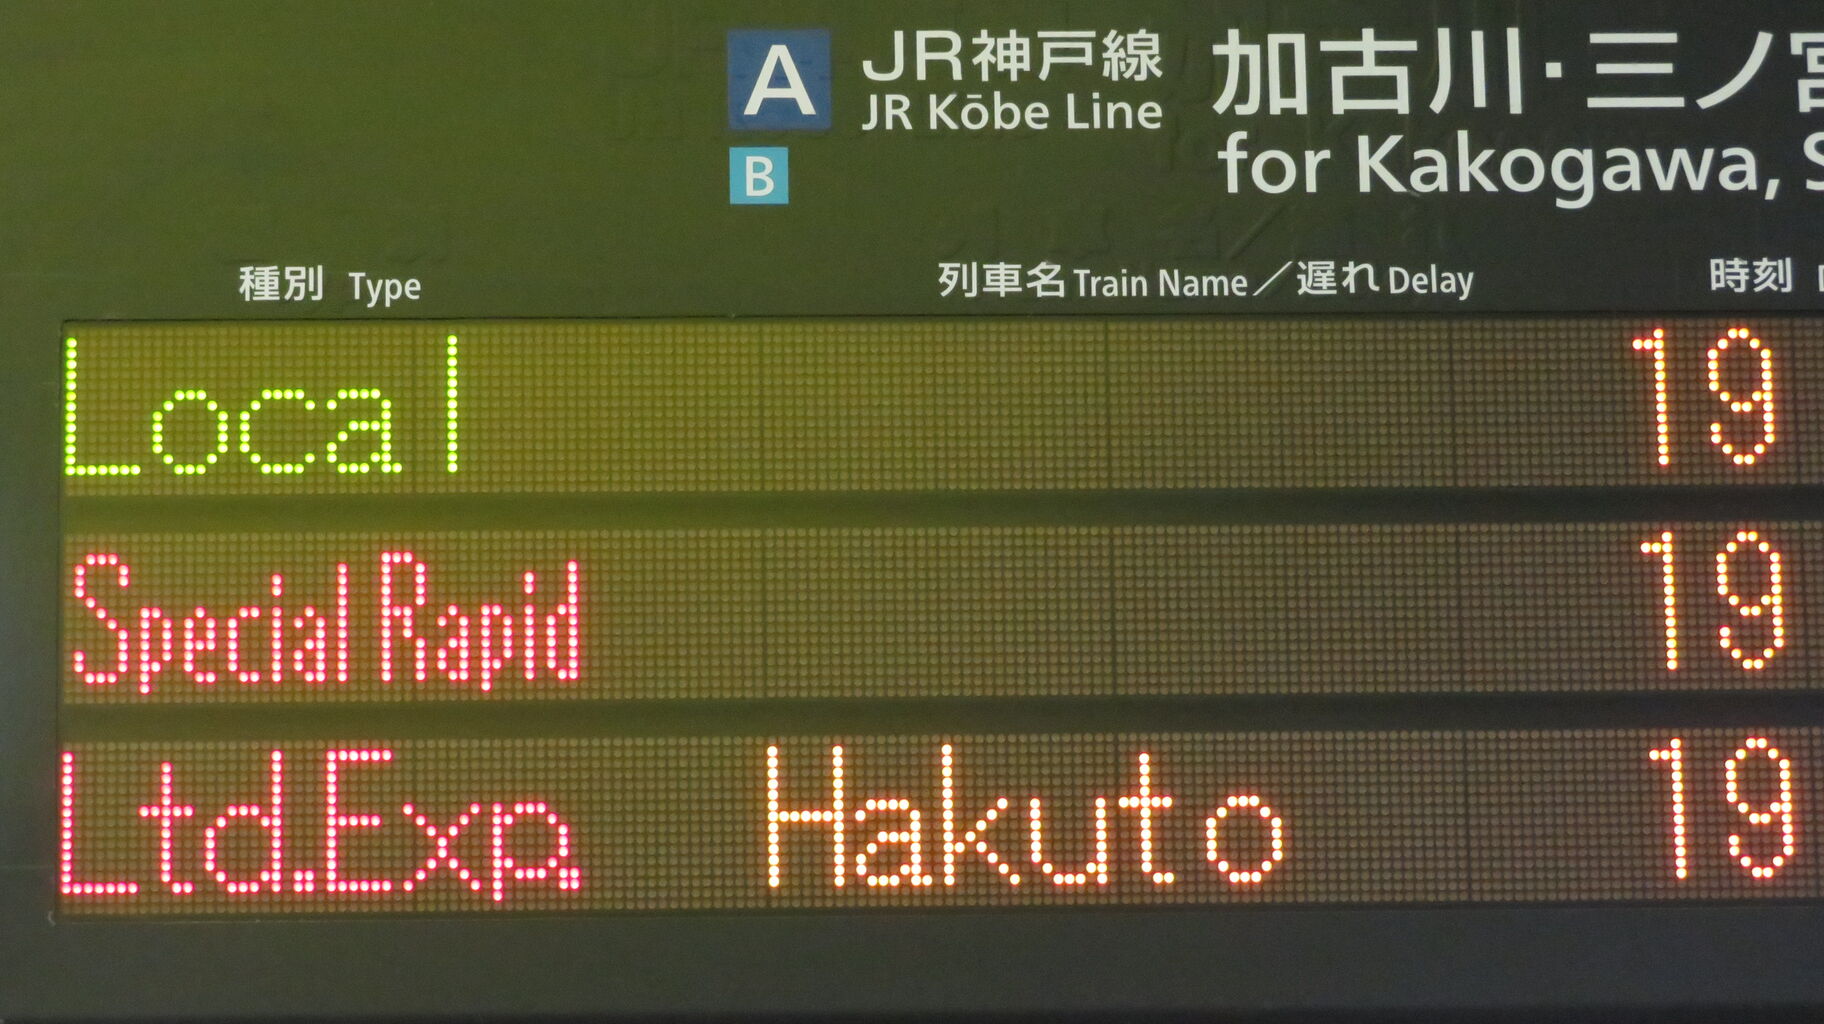 A JR神戸線 加古川・三ノ宮
JR Kōbe Line for Kakogawa,
B
種別 Type 列車名 Train Name／遅れ Delay 時刻
Local 19
Special Rapid 19
Ltd.Exp. Hakuto 19